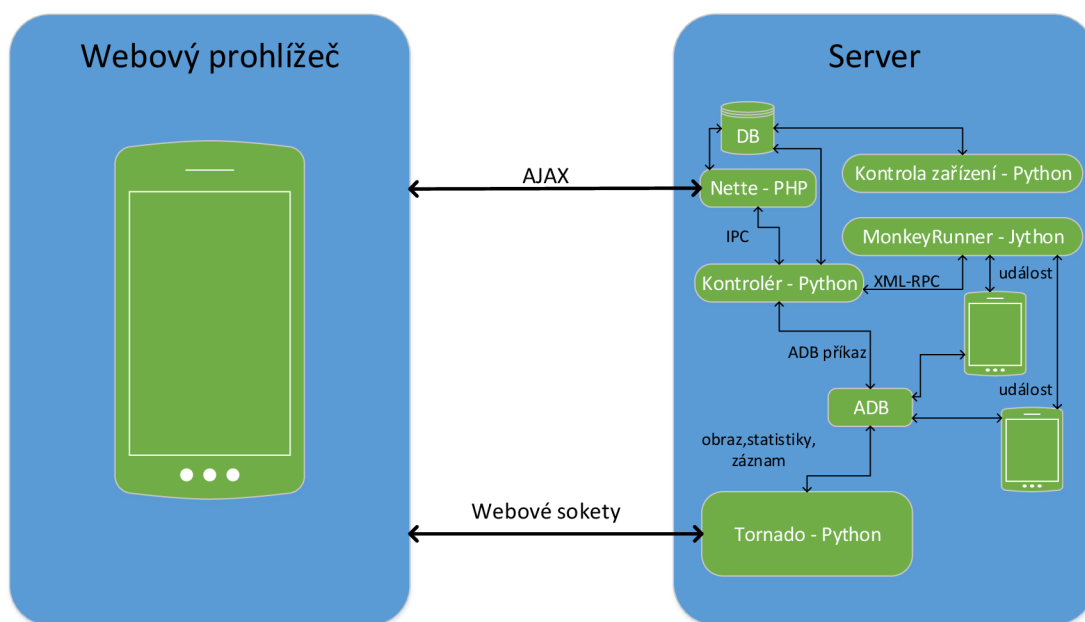 Webový prohlížeč
Server
DB
Kontrola zařízení - Python
AJAX
Nette - PHP
IPC
MonkeyRunner - Jython
událost
Kontrolér - Python
XML-RPC
ADB příkaz
událost
ADB
obraz,statistiky,
záznam
Webové sokety
Tornado - Python